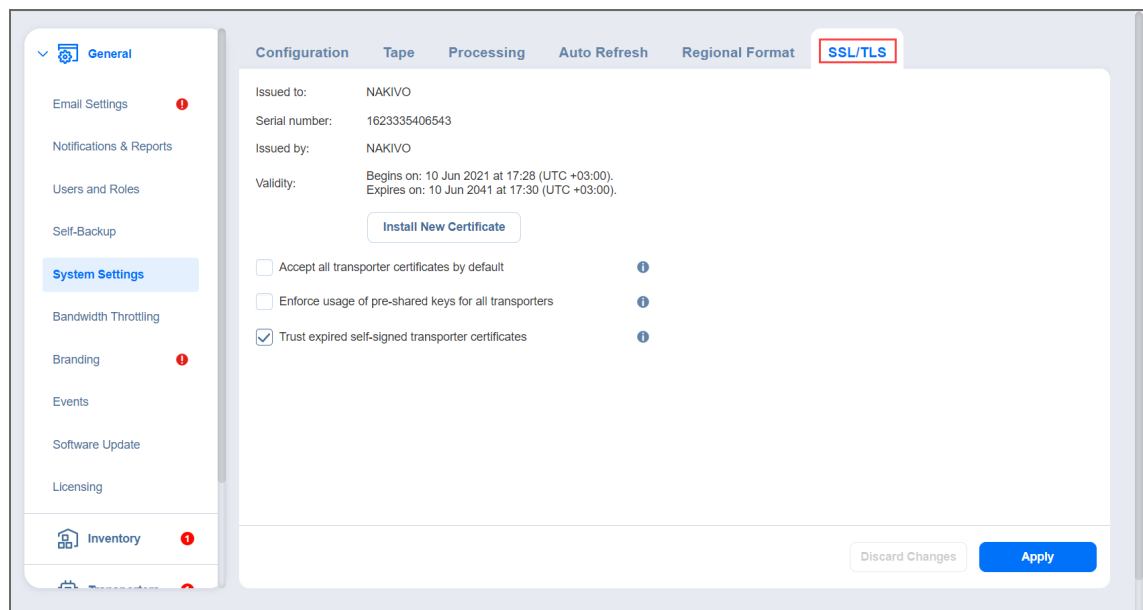 General
Email Settings
Notifications & Reports
Users and Roles
Self-Backup
System Settings
Bandwidth Throttling
Branding
Events
Software Update
Licensing
Inventory 1
Configuration Tape Processing Auto Refresh Regional Format SSL/TLS
Issued to: NAKIVO
Serial number: 1623335406543
Issued by: NAKIVO
Validity: Begins on: 10 Jun 2021 at 17:28 (UTC +03:00).
Expires on: 10 Jun 2041 at 17:30 (UTC +03:00).
Install New Certificate
Accept all transporter certificates by default
Enforce usage of pre-shared keys for all transporters
Trust expired self-signed transporter certificates
Discard Changes Apply